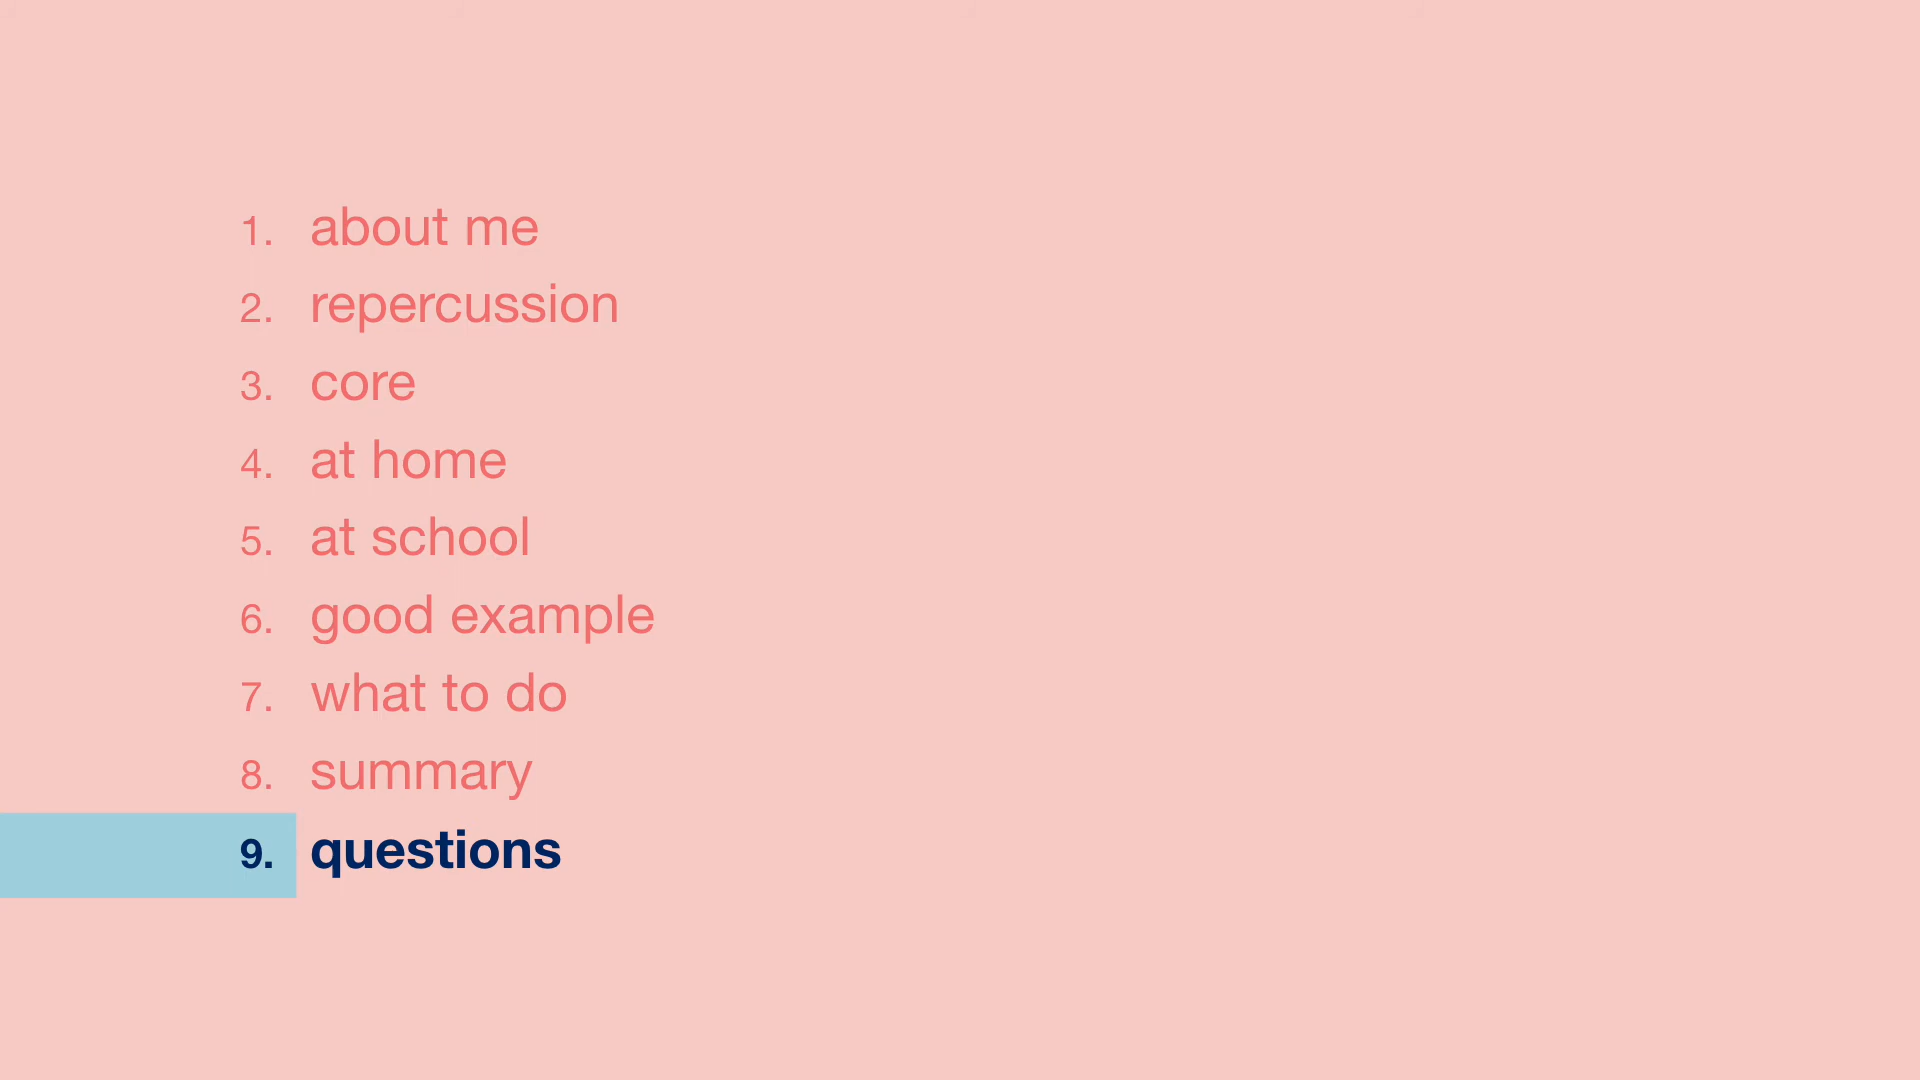 1. about me
2. repercussion
3. core
4. at home
5. at school
6. good example
7. what to do
8. summary
9. questions